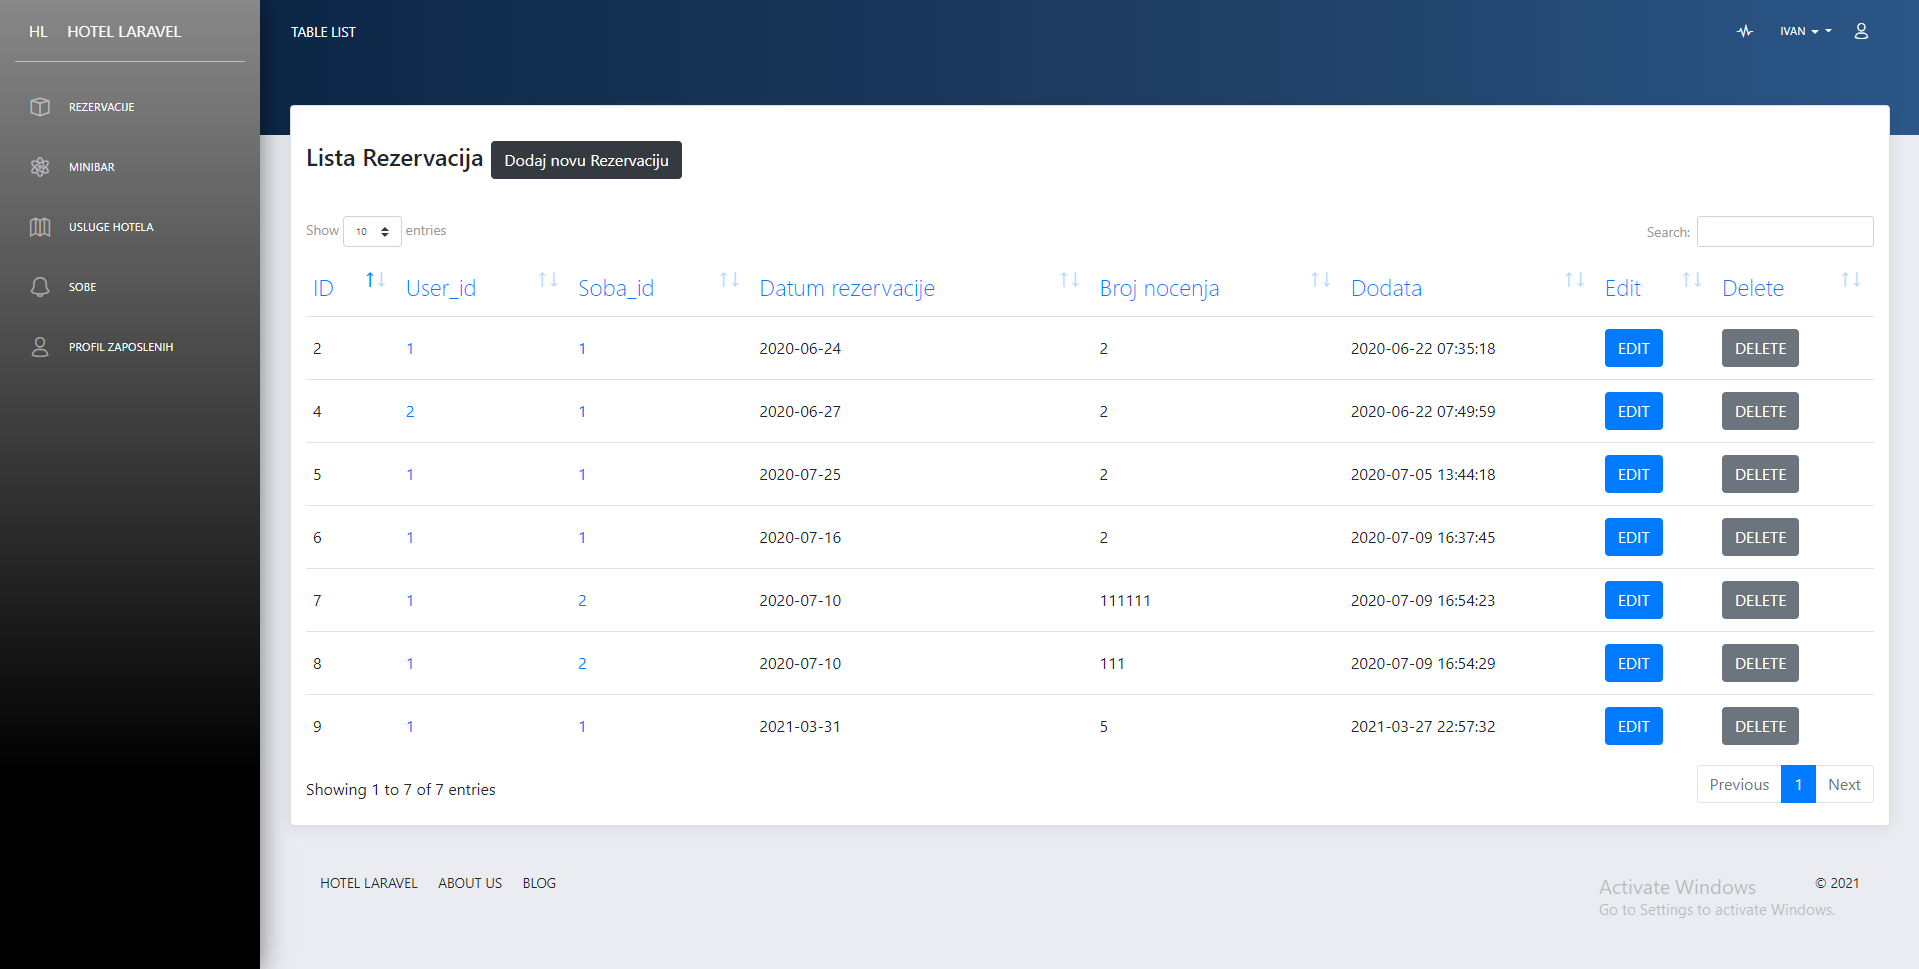 HL HOTEL LARAVEL
REZERVACIJE
MINIBAR
USLUGE HOTELA
SOBE
PROFIL ZAPOSLENIH
TABLE LIST
IVAN
Lista Rezervacija Dodaj novu Rezervaciju
Show 10 entries
Search:
ID User_id Soba_id Datum rezervacije Broj nocenja Dodata Edit Delete
2 1 1 2020-06-24 2 2020-06-22 07:35:18 EDIT DELETE
4 2 1 2020-06-27 2 2020-06-22 07:49:59 EDIT DELETE
5 1 1 2020-07-25 2 2020-07-05 13:44:18 EDIT DELETE
6 1 1 2020-07-16 2 2020-07-09 16:37:45 EDIT DELETE
7 1 2 2020-07-10 111111 2020-07-09 16:54:23 EDIT DELETE
8 1 2 2020-07-10 111 2020-07-09 16:54:29 EDIT DELETE
9 1 1 2021-03-31 5 2021-03-27 22:57:32 EDIT DELETE
Showing 1 to 7 of 7 entries
Previous 1 Next
HOTEL LARAVEL ABOUT US BLOG
© 2021
Activate Windows
Go to Settings to activate Windows.